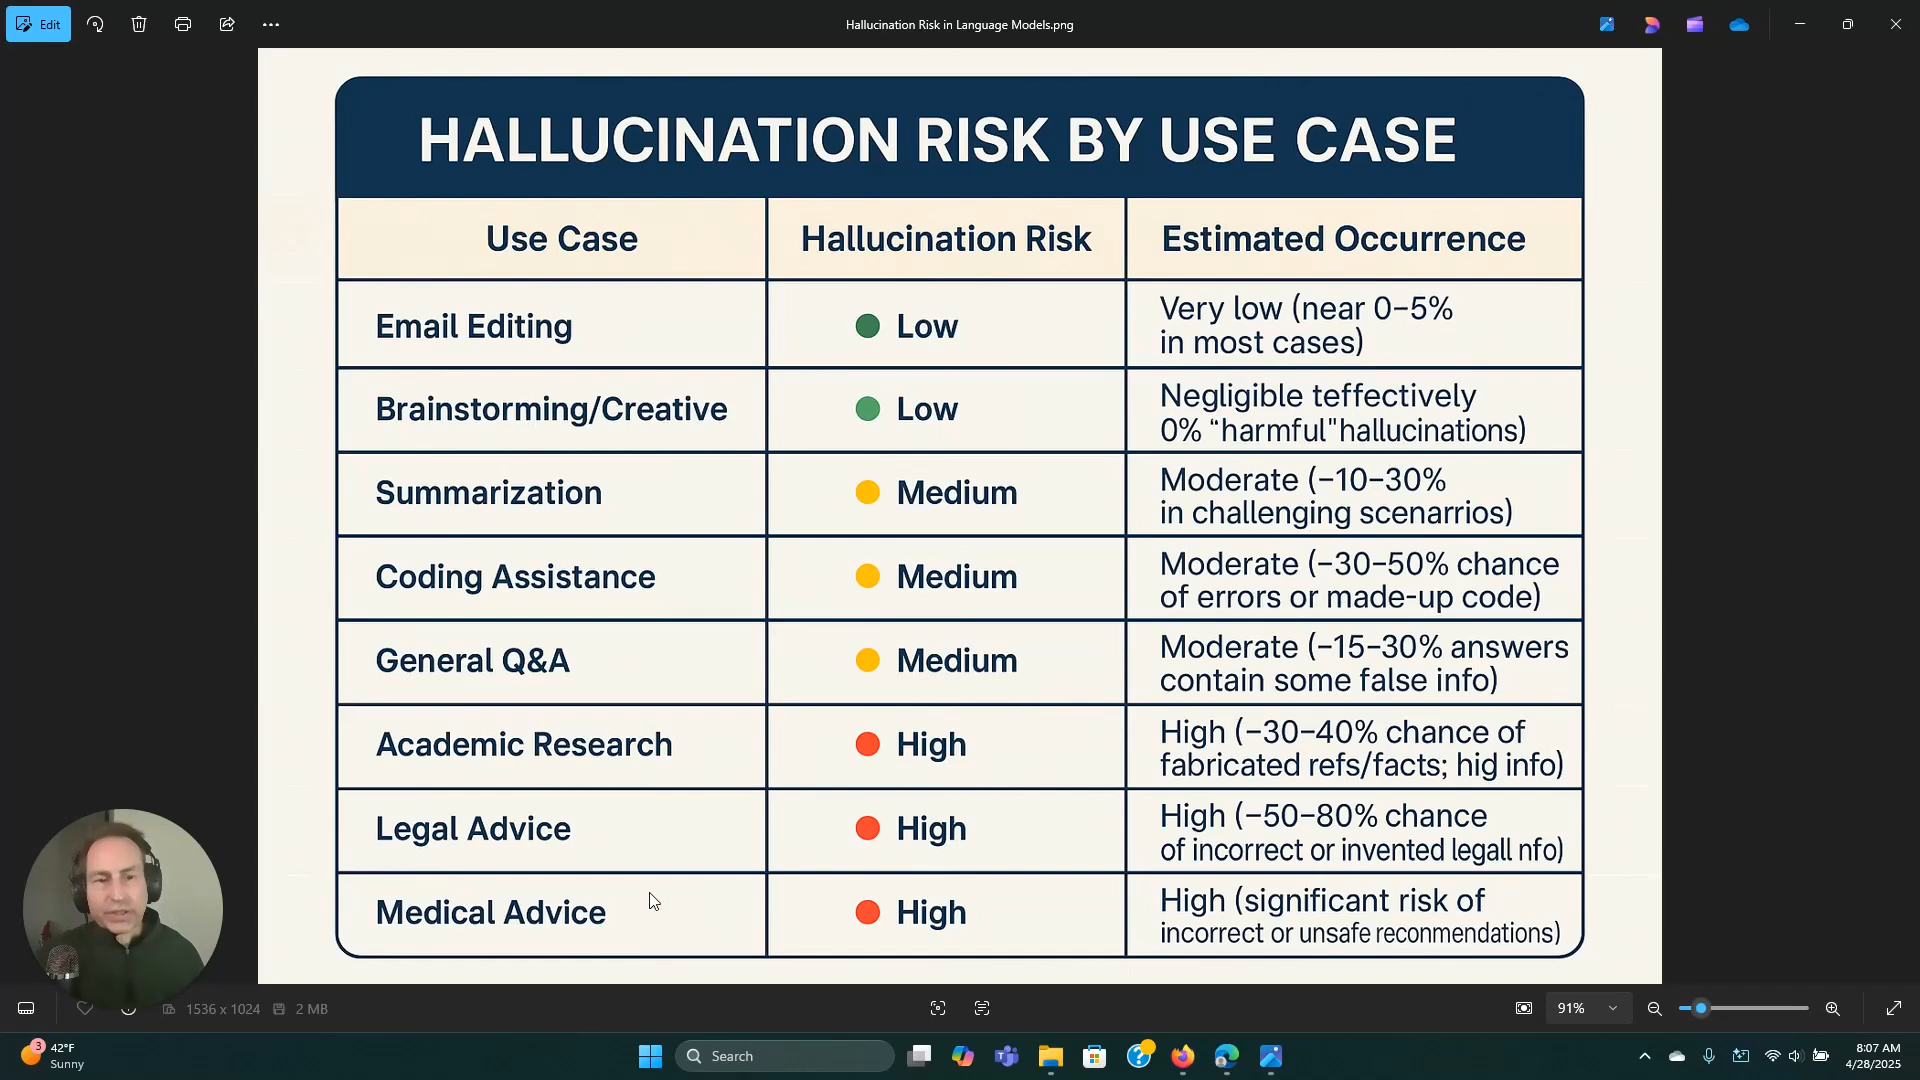 Edit
Hallucination Risk in Language Models.png
HALLUCINATION RISK BY USE CASE
Use Case
Hallucination Risk
Estimated Occurrence
Email Editing
Low
Very low (near 0–5%
in most cases)
Brainstorming/Creative
Low
Negligible teffectively
0% “harmful"hallucinations)
Summarization
Medium
Moderate (−10–30%
in challenging scenarrios)
Coding Assistance
Medium
Moderate (−30–50% chance
of errors or made-up code)
General Q&A
Medium
Moderate (−15–30% answers
contain some false info)
Academic Research
High
High (−30–40% chance of
fabricated refs/facts; hig info)
Legal Advice
High
High (−50–80% chance
of incorrect or invented legall nfo)
Medical Advice
High
High (significant risk of
incorrect or unsafe reconmendations)
1536 x 1024
2 MB
91%
3
42°F
Sunny
Search
8:07 AM
4/28/2025